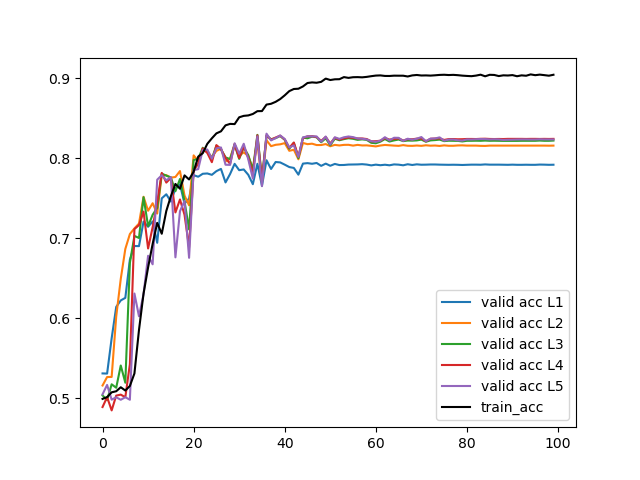 0.9
0.8
0.7
0.6
0.5
0
20
40
60
80
100
valid acc L1
valid acc L2
valid acc L3
valid acc L4
valid acc L5
train_acc